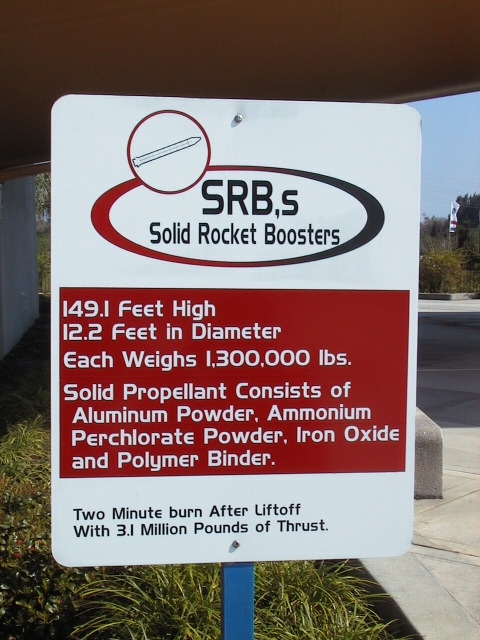 SRB,s
Solid Rocket Boosters
149.1 Feet High
12.2 Feet in Diameter
Each Weighs 1,300,000 lbs.
Solid Propellant Consists of
Aluminum Powder, Ammonium
Perchlorate Powder, Iron Oxide
and Polymer Binder.
Two Minute burn After Liftoff
With 3.1 Million Pounds of Thrust.